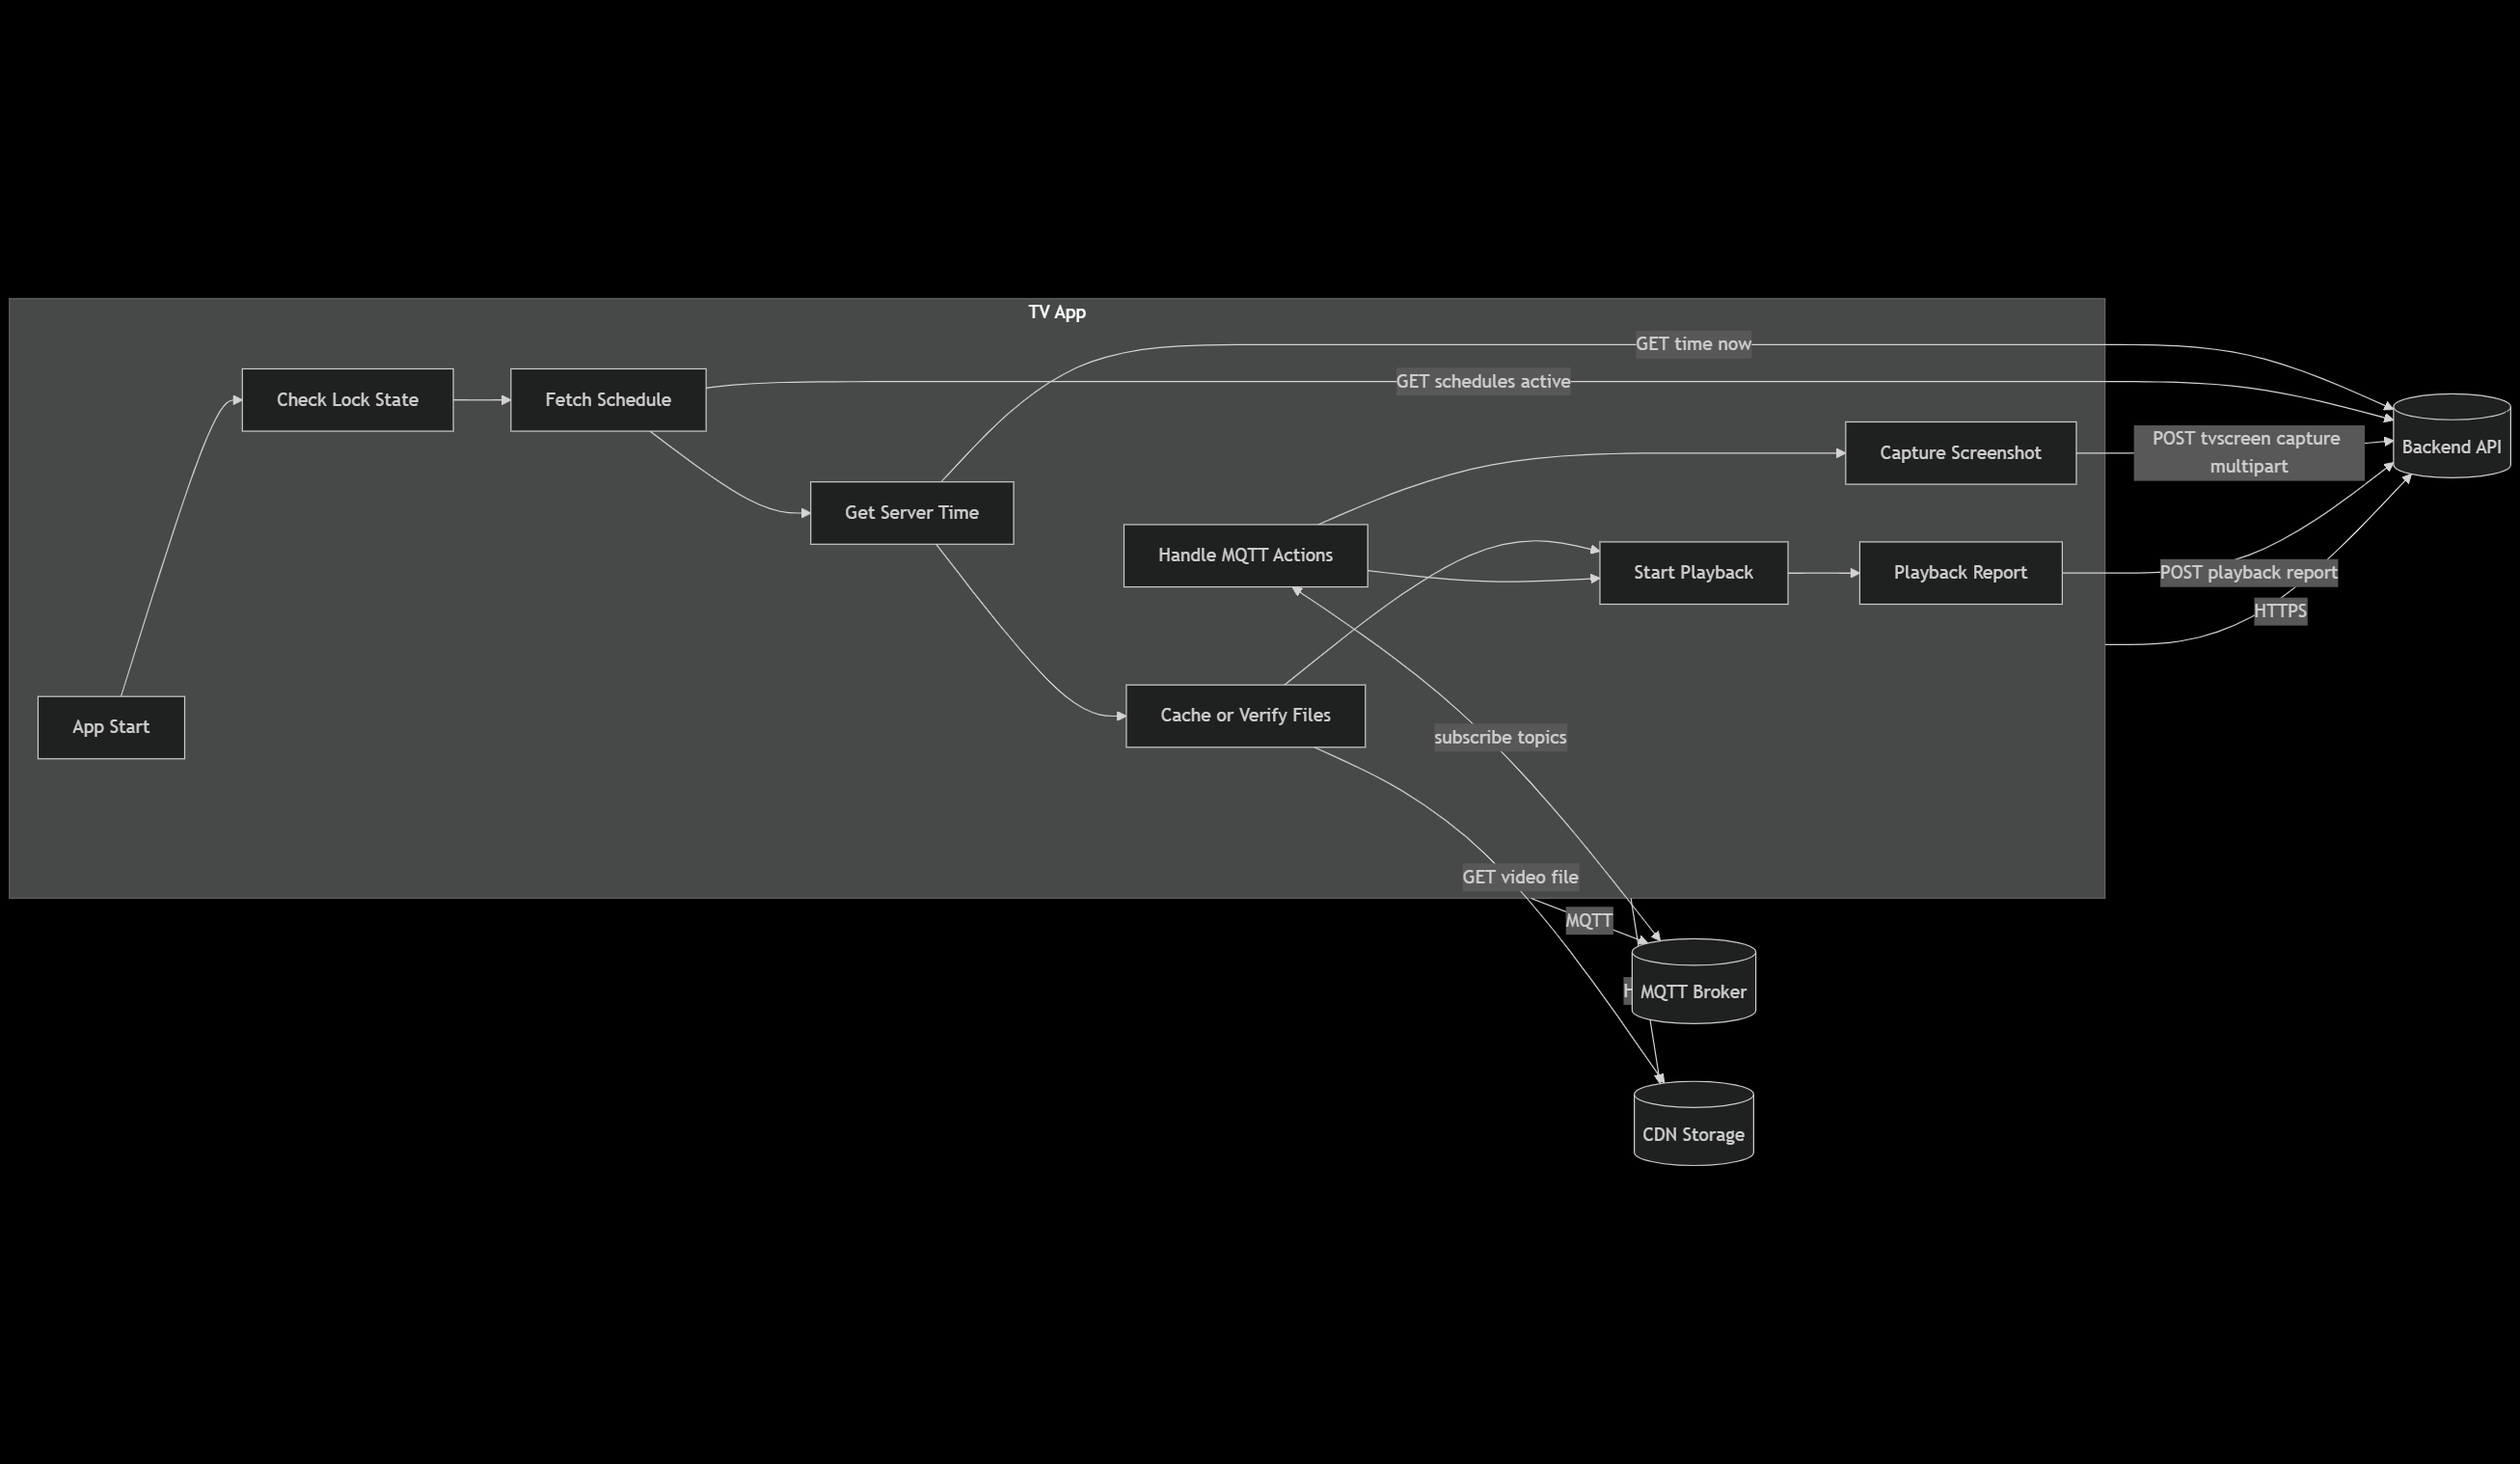 TV App
GET time now
GET schedules active
Check Lock State
Fetch Schedule
POST tvscreen capture
multipart
Backend API
Capture Screenshot
Get Server Time
Handle MQTT Actions
Start Playback
Playback Report
POST playback report
HTTPS
App Start
Cache or Verify Files
subscribe topics
GET video file
MQTT
MQTT Broker
CDN Storage